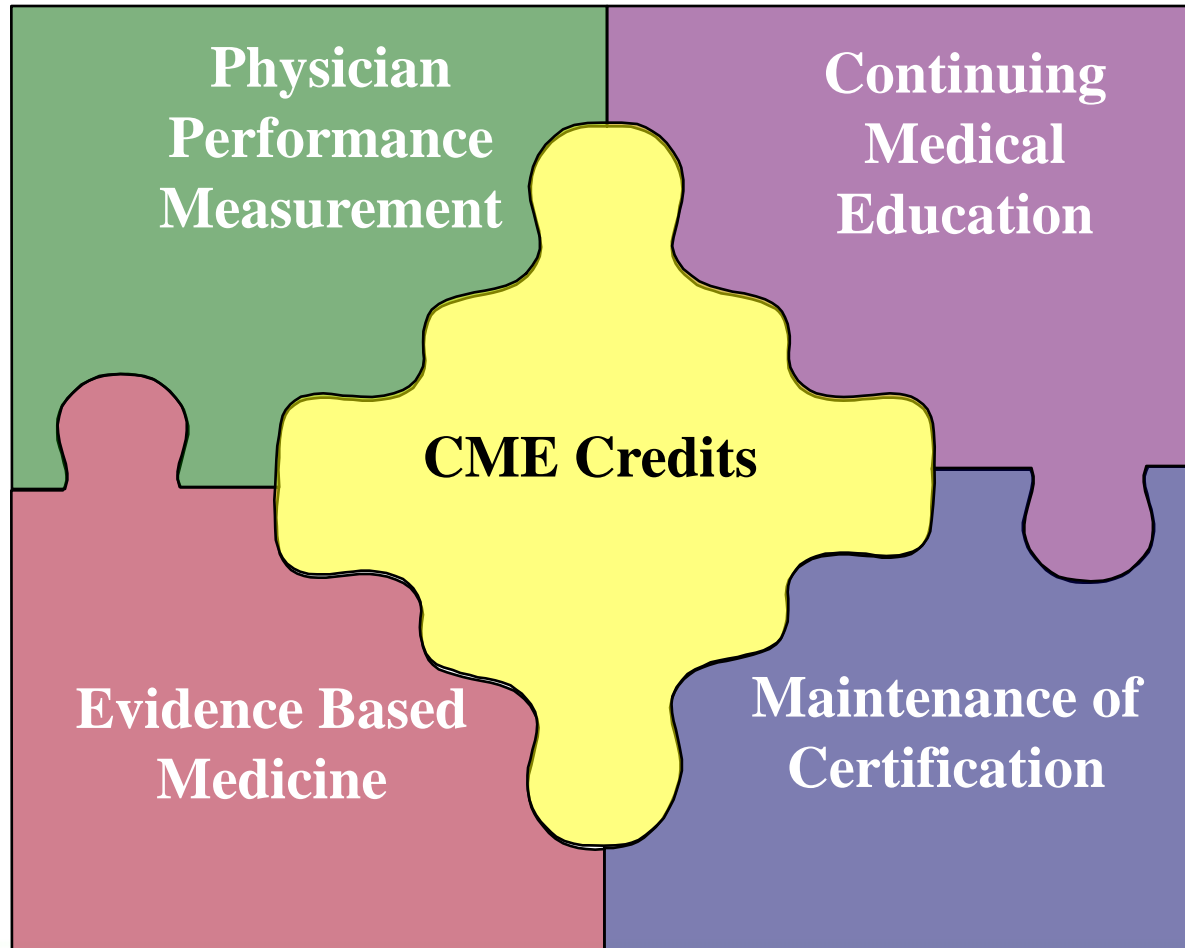 Physician
Performance
Measurement
Continuing
Medical
Education
CME Credits
Evidence Based
Medicine
Maintenance of
Certification